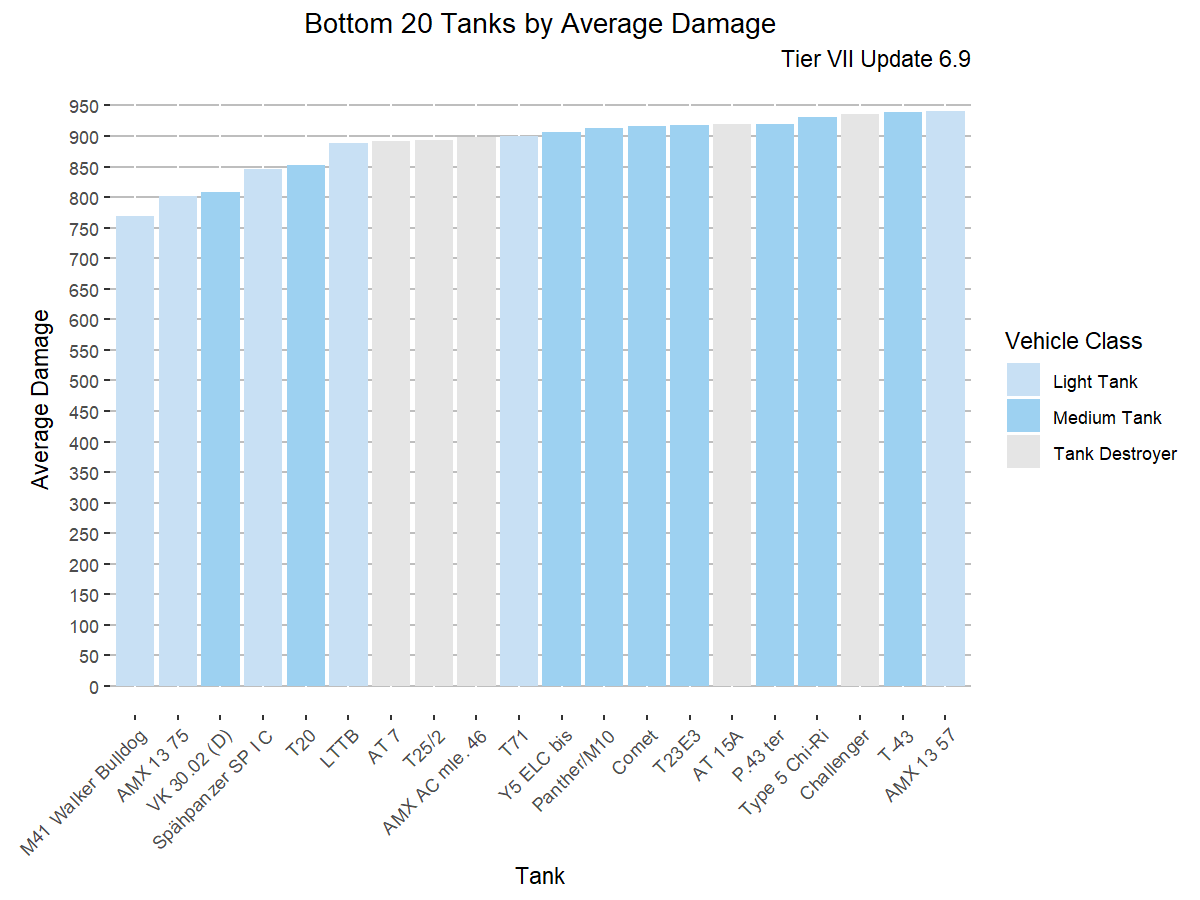 Bottom 20 Tanks by Average Damage
Tier VII Update 6.9
Average Damage
950
900
850
800
750
700
650
600
550
500
450
400
350
300
250
200
150
100
50
0
M41 Walker Bulldog
AMX 13 75
VK 30.02 (D)
Spähpanzer SP I C
T20
LTTB
AT 7
T25/2
AMX AC mle. 46
T71
Y5 ELC bis
Panther/M10
Comet
T23E3
AT 15A
P.43 ter
Type 5 Chi-Ri
Challenger
T-43
AMX 13 57
Tank
Vehicle Class
Light Tank
Medium Tank
Tank Destroyer